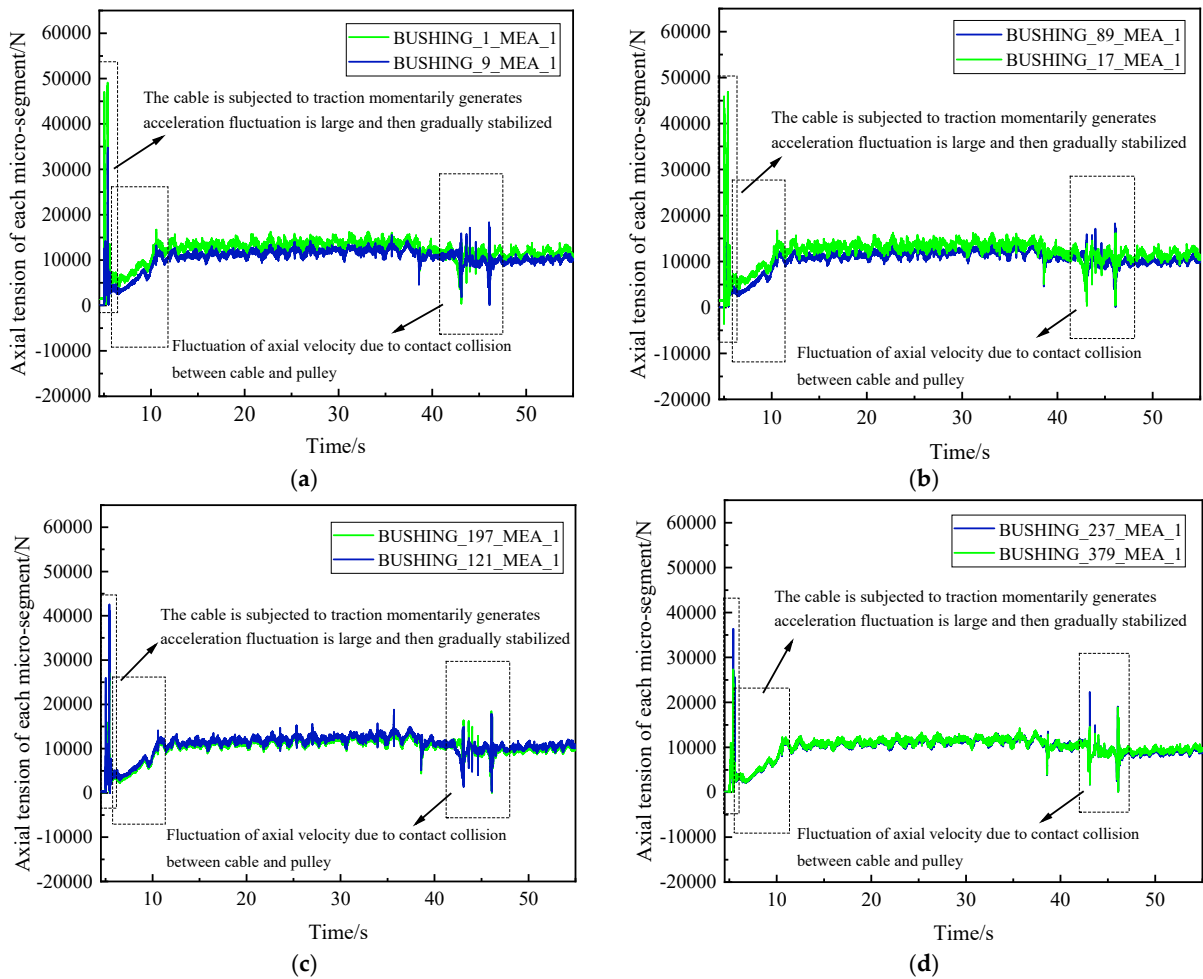 Axial tension of each micro-segment/N
60000
50000
40000
30000
20000
10000
0
-10000
-20000
BUSHING_1_MEA_1
BUSHING_9_MEA_1
The cable is subjected to traction momentarily generates
acceleration fluctuation is large and then gradually stabilized
Fluctuation of axial velocity due to contact collision
between cable and pulley
10
20
30
40
50
Time/s
(a)
Axial tension of each micro-segment/N
60000
50000
40000
30000
20000
10000
0
-10000
-20000
BUSHING_89_MEA_1
BUSHING_17_MEA_1
The cable is subjected to traction momentarily generates
acceleration fluctuation is large and then gradually stabilized
Fluctuation of axial velocity due to contact collision
between cable and pulley
10
20
30
40
50
Time/s
(b)
Axial tension of each micro-segment/N
60000
50000
40000
30000
20000
10000
0
-10000
-20000
BUSHING_197_MEA_1
BUSHING_121_MEA_1
The cable is subjected to traction momentarily generates
acceleration fluctuation is large and then gradually stabilized
Fluctuation of axial velocity due to contact collision
between cable and pulley
10
20
30
40
50
Time/s
(c)
Axial tension of each micro-segment/N
60000
50000
40000
30000
20000
10000
0
-10000
-20000
BUSHING_237_MEA_1
BUSHING_379_MEA_1
The cable is subjected to traction momentarily generates
acceleration fluctuation is large and then gradually stabilized
Fluctuation of axial velocity due to contact collision
between cable and pulley
10
20
30
40
50
Time/s
(d)